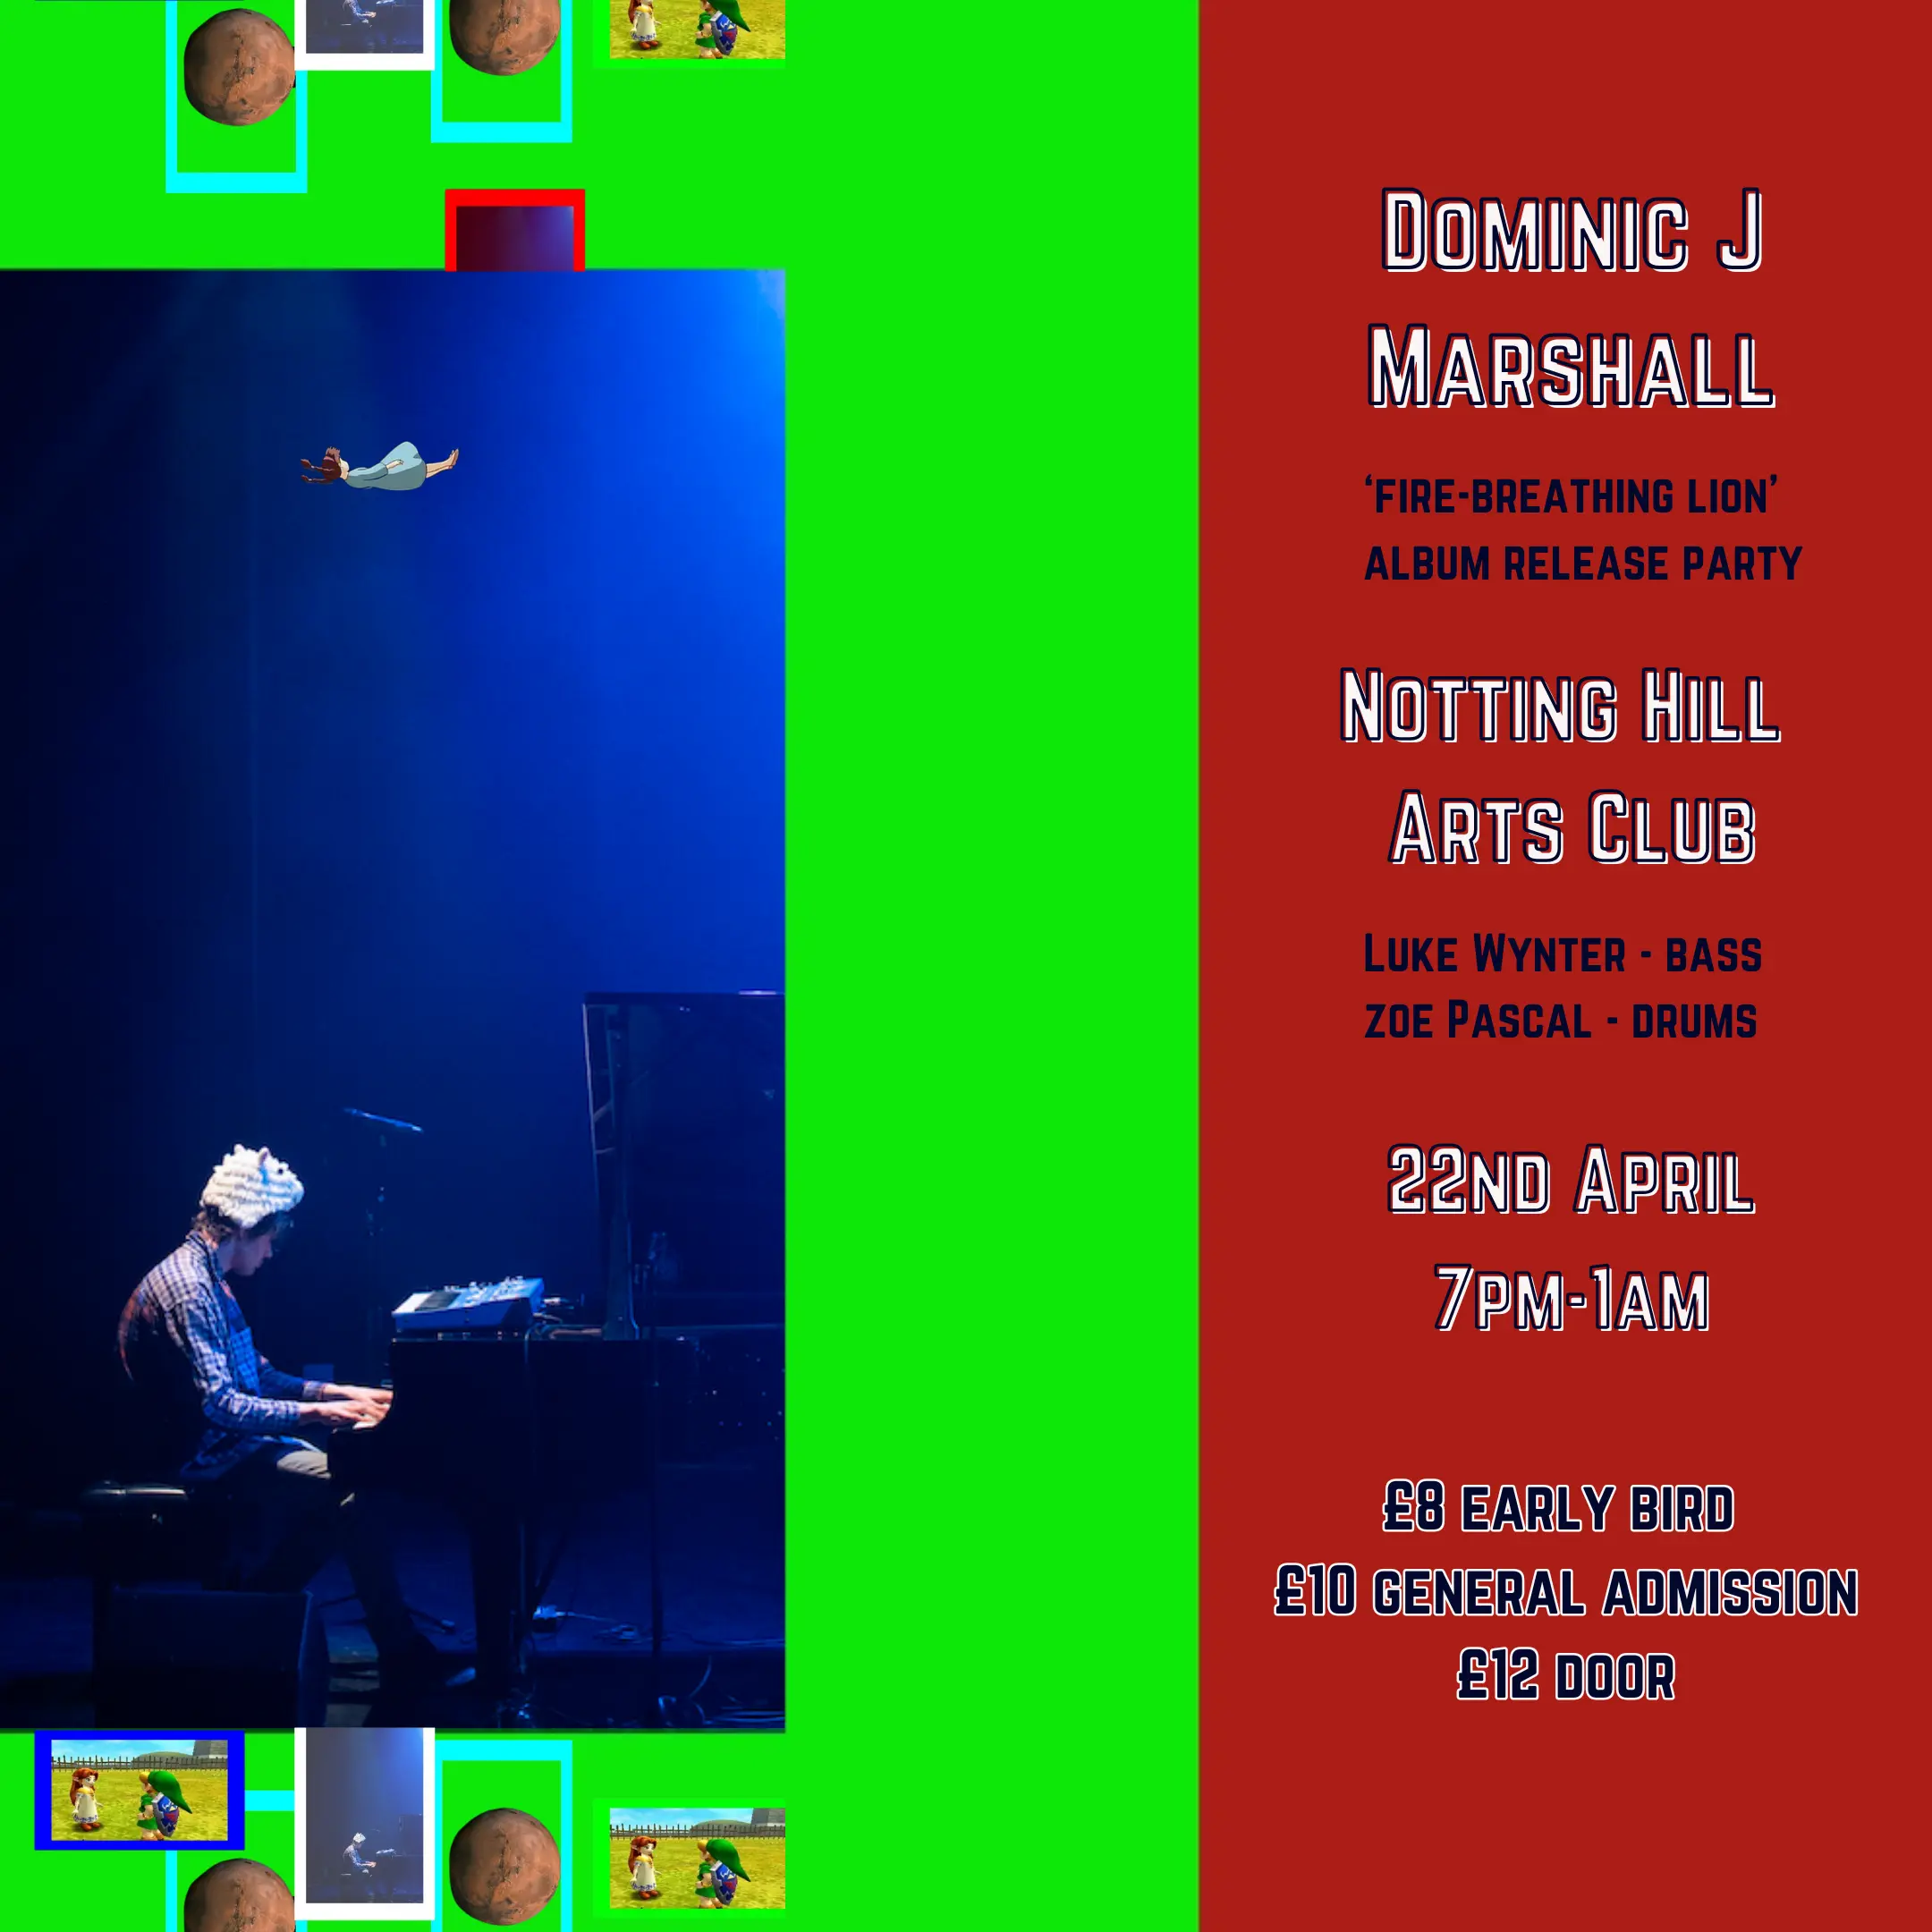 Dominic J
Marshall
‘fire-breathing lion’
album release party
Notting Hill
Arts Club
Luke Wynter - bass
zoe Pascal - drums
22nd April
7pm-1am
£8 early bird
£10 general admission
£12 door